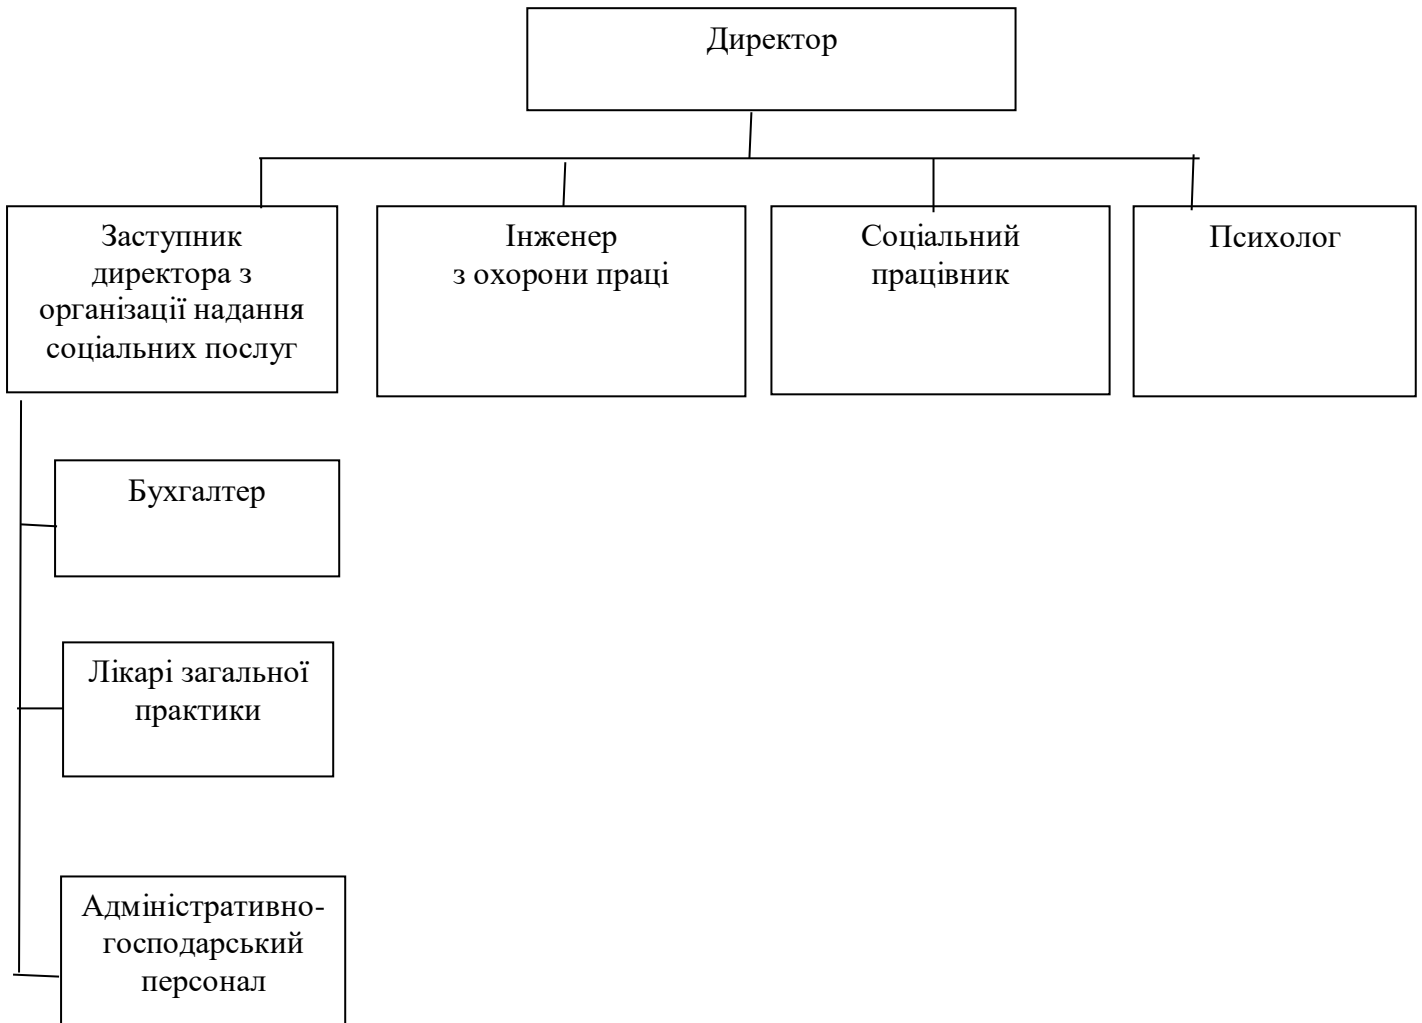 Директор
Заступник
директора з
організації надання
соціальних послуг
Інженер
з охорони праці
Соціальний
працівник
Психолог
Бухгалтер
Лікарі загальної
практики
Адміністративно-
господарський
персонал